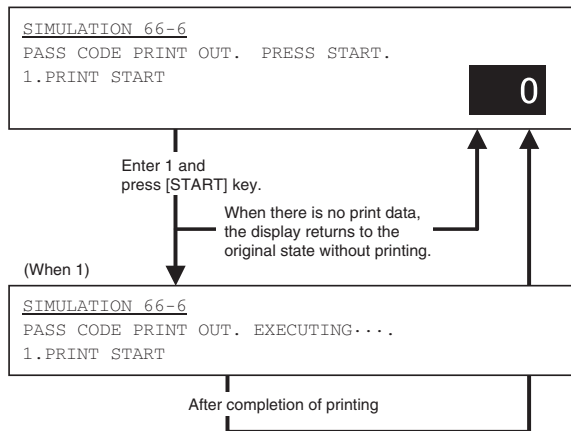 SIMULATION 66-6
PASS CODE PRINT OUT. PRESS START.
1.PRINT START
0
Enter 1 and
press [START] key.
When there is no print data,
the display returns to the
original state without printing.
(When 1)
SIMULATION 66-6
PASS CODE PRINT OUT. EXECUTING····.
1.PRINT START
After completion of printing